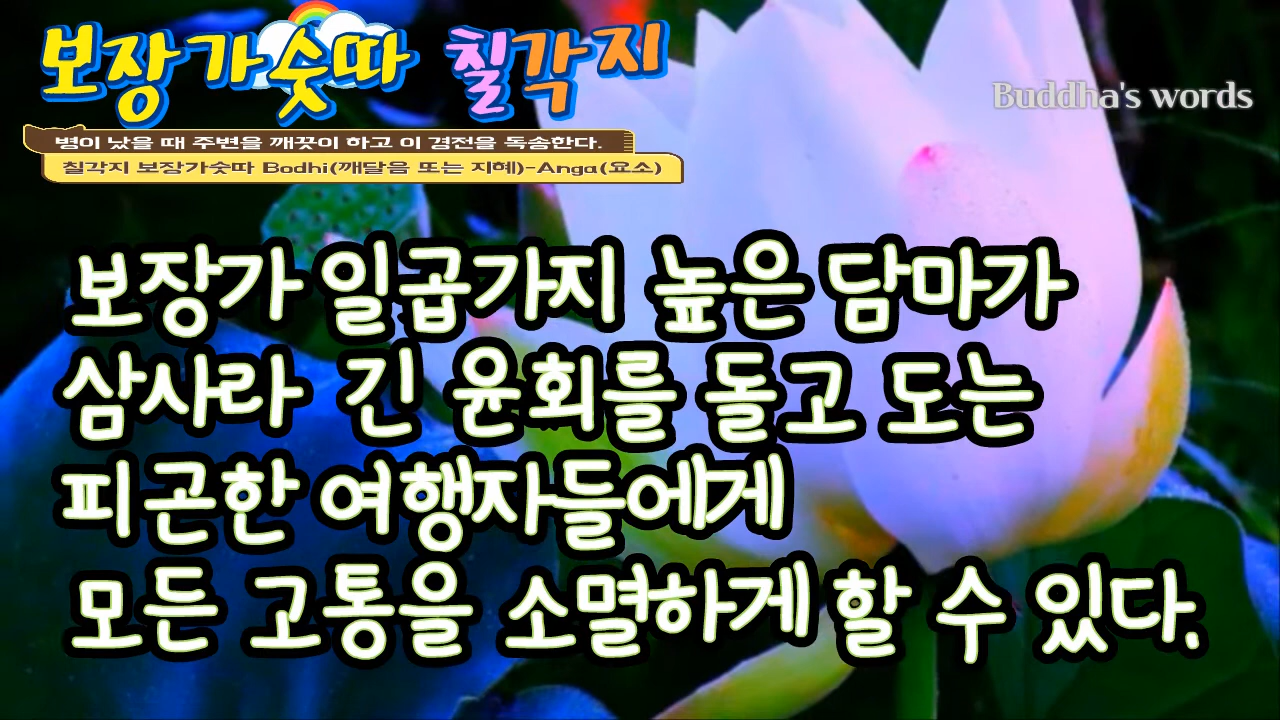 보장가숫따 칠각지
Buddha's words
병이 났을 때 주변을 깨끗이 하고 이 경전을 독송한다.
칠각지 보장가숫따 Bodhi(깨달음 또는 지혜)-Anga(요소)
보장가 일곱가지 높은 담마가
삼사라 긴 윤회를 돌고 도는
피곤한 여행자들에게
모든 고통을 소멸하게 할 수 있다.